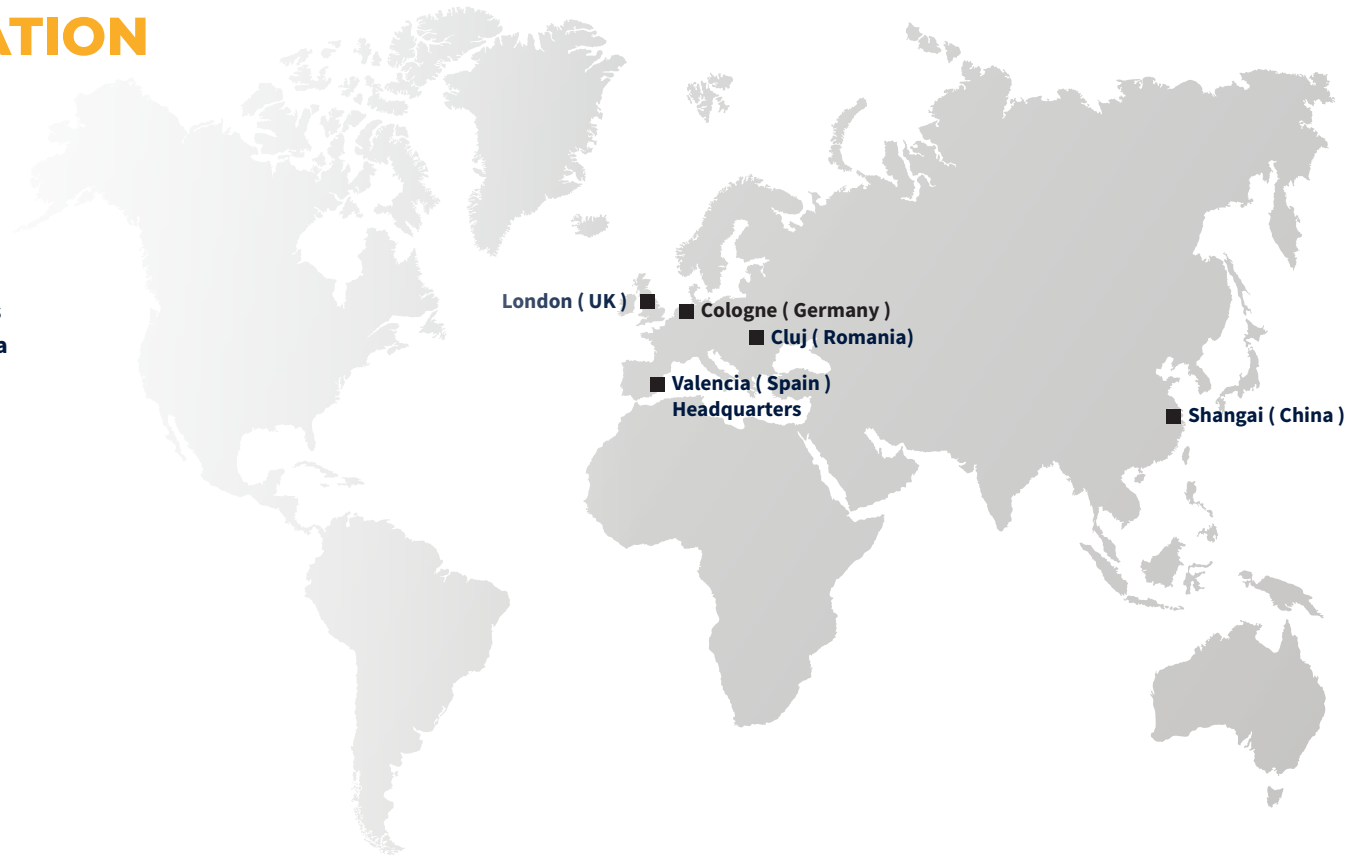 ATION
London ( UK )
Cologne ( Germany )
Cluj ( Romania)
a
Valencia ( Spain )
Headquarters
Shangai ( China )